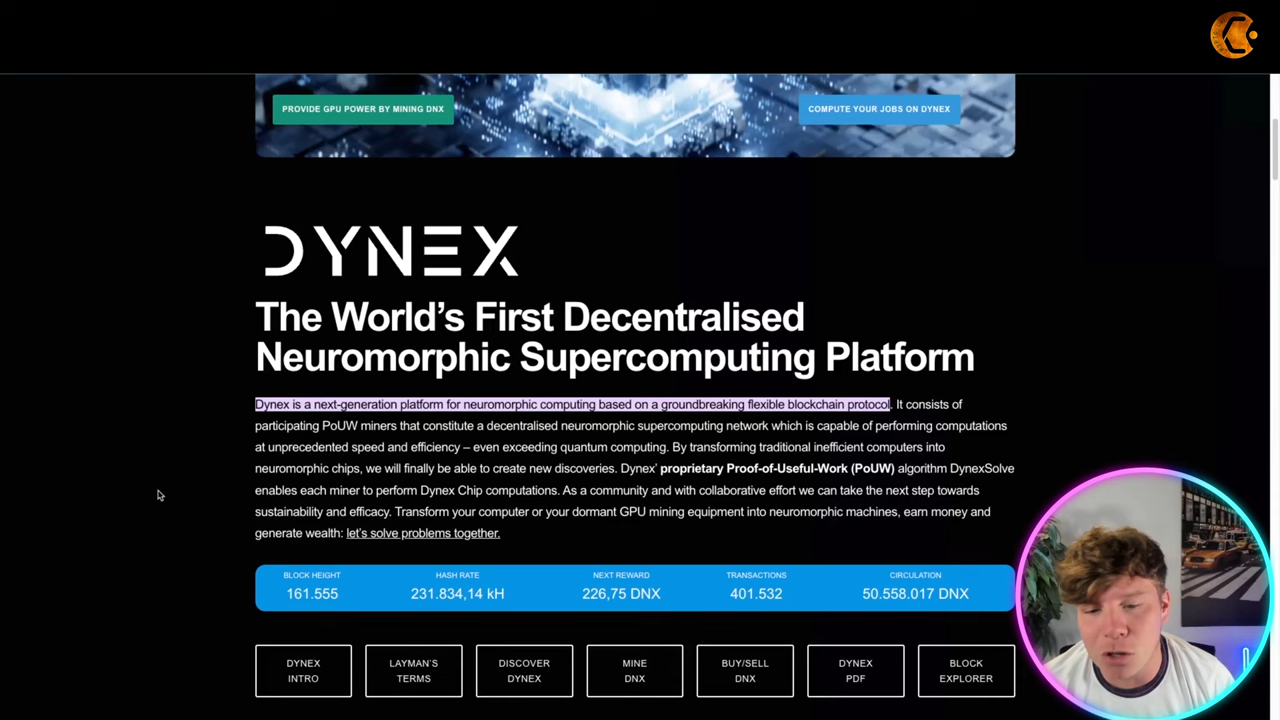 PROVIDE GPU POWER BY MINING DNX
COMPUTE YOUR JOBS ON DYNEX
DYNEX
The World's First Decentralised
Neuromorphic Supercomputing Platform
Dynex is a next-generation platform for neuromorphic computing based on a groundbreaking flexible blockchain protocol. It consists of
participating PoUW miners that constitute a decentralised neuromorphic supercomputing network which is capable of performing computations
at unprecedented speed and efficiency – even exceeding quantum computing. By transforming traditional inefficient computers into
neuromorphic chips, we will finally be able to create new discoveries. Dynex' proprietary Proof-of-Useful-Work (PoUW) algorithm DynexSolve
enables each miner to perform Dynex Chip computations. As a community and with collaborative effort we can take the next step towards
sustainability and efficacy. Transform your computer or your dormant GPU mining equipment into neuromorphic machines, earn money and
generate wealth: let's solve problems together.
BLOCK HEIGHT HASH RATE NEXT REWARD TRANSACTIONS CIRCULATION
161.555 231.834,14 kH 226,75 DNX 401.532 50.558.017 DNX
DYNEX INTRO
LAYMAN'S TERMS
DISCOVER DYNEX
MINE DNX
BUY/SELL DNX
DYNEX PDF
BLOCK EXPLORER